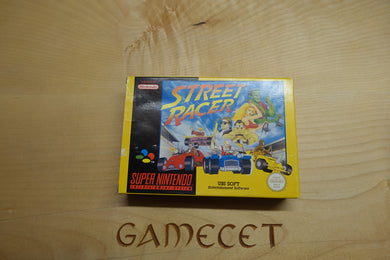 Nintendo
STREET
RACER
SUPER NINTENDO
ENTERTAINMENT SYSTEM
UBI SOFT
Entertainment Software
GAMECET